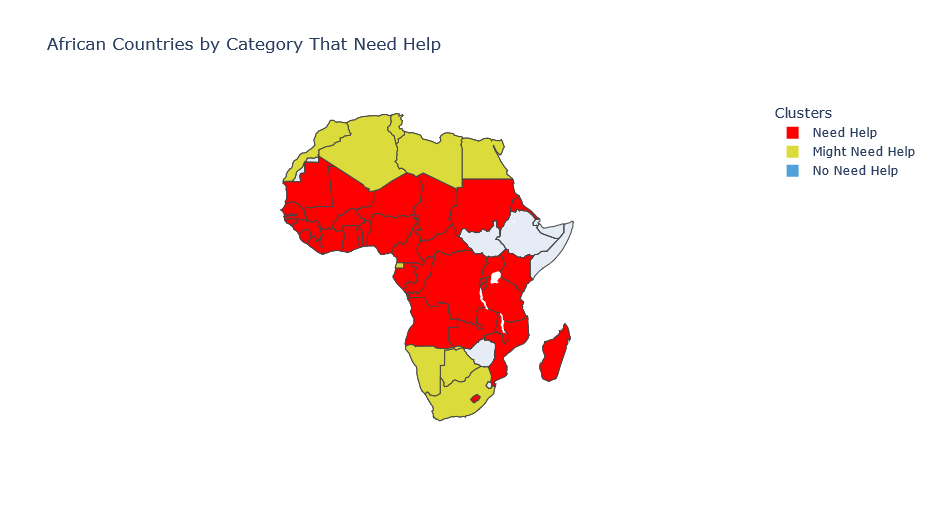 African Countries by Category That Need Help
Clusters
Need Help
Might Need Help
No Need Help